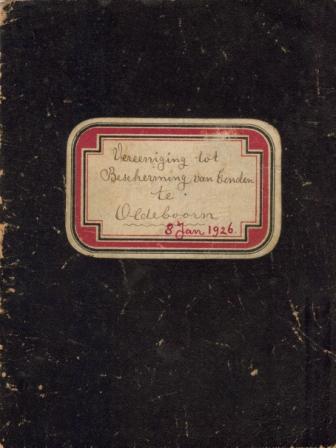 Vereeniging tot
Bescherming van Eenden
te
Oldeboorn
8 Jan 1926.